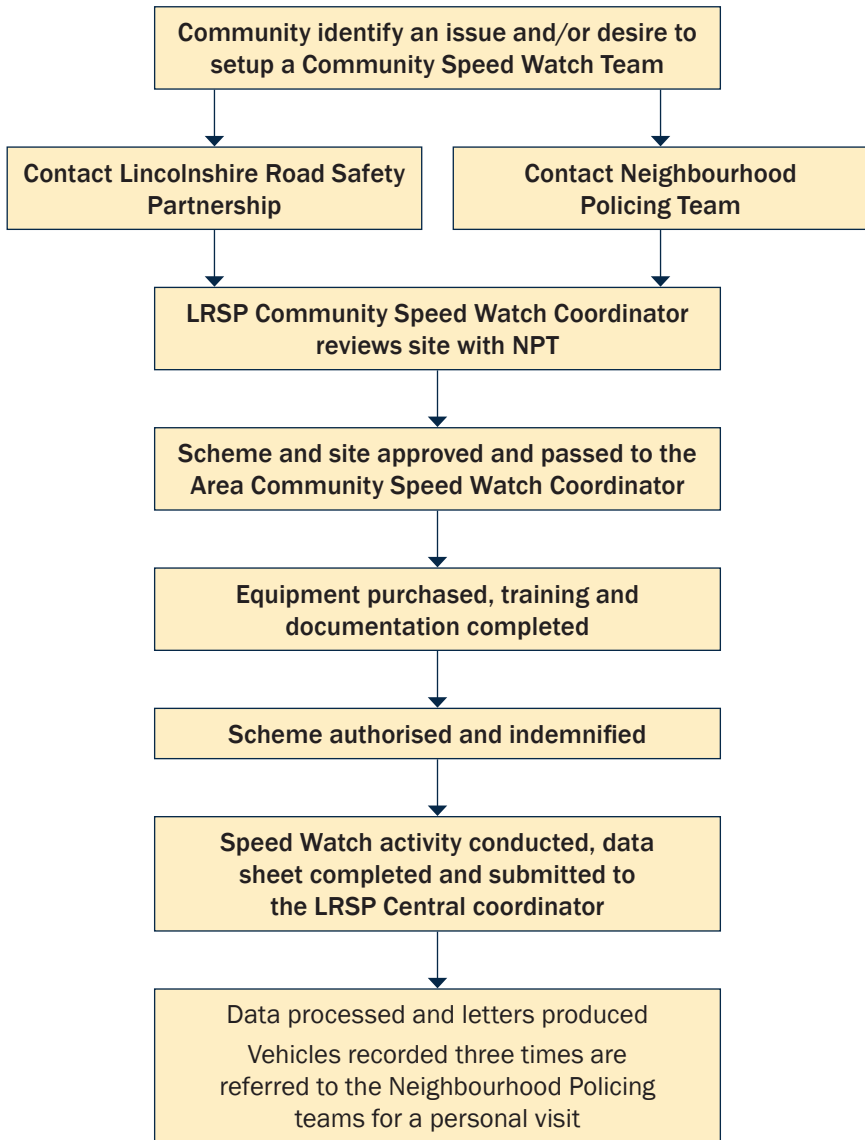 Community identify an issue and/or desire to
setup a Community Speed Watch Team
Contact Lincolnshire Road Safety
Partnership
Contact Neighbourhood
Policing Team
LRSP Community Speed Watch Coordinator
reviews site with NPT
Scheme and site approved and passed to the
Area Community Speed Watch Coordinator
Equipment purchased, training and
documentation completed
Scheme authorised and indemnified
Speed Watch activity conducted, data
sheet completed and submitted to
the LRSP Central coordinator
Data processed and letters produced
Vehicles recorded three times are
referred to the Neighbourhood Policing
teams for a personal visit